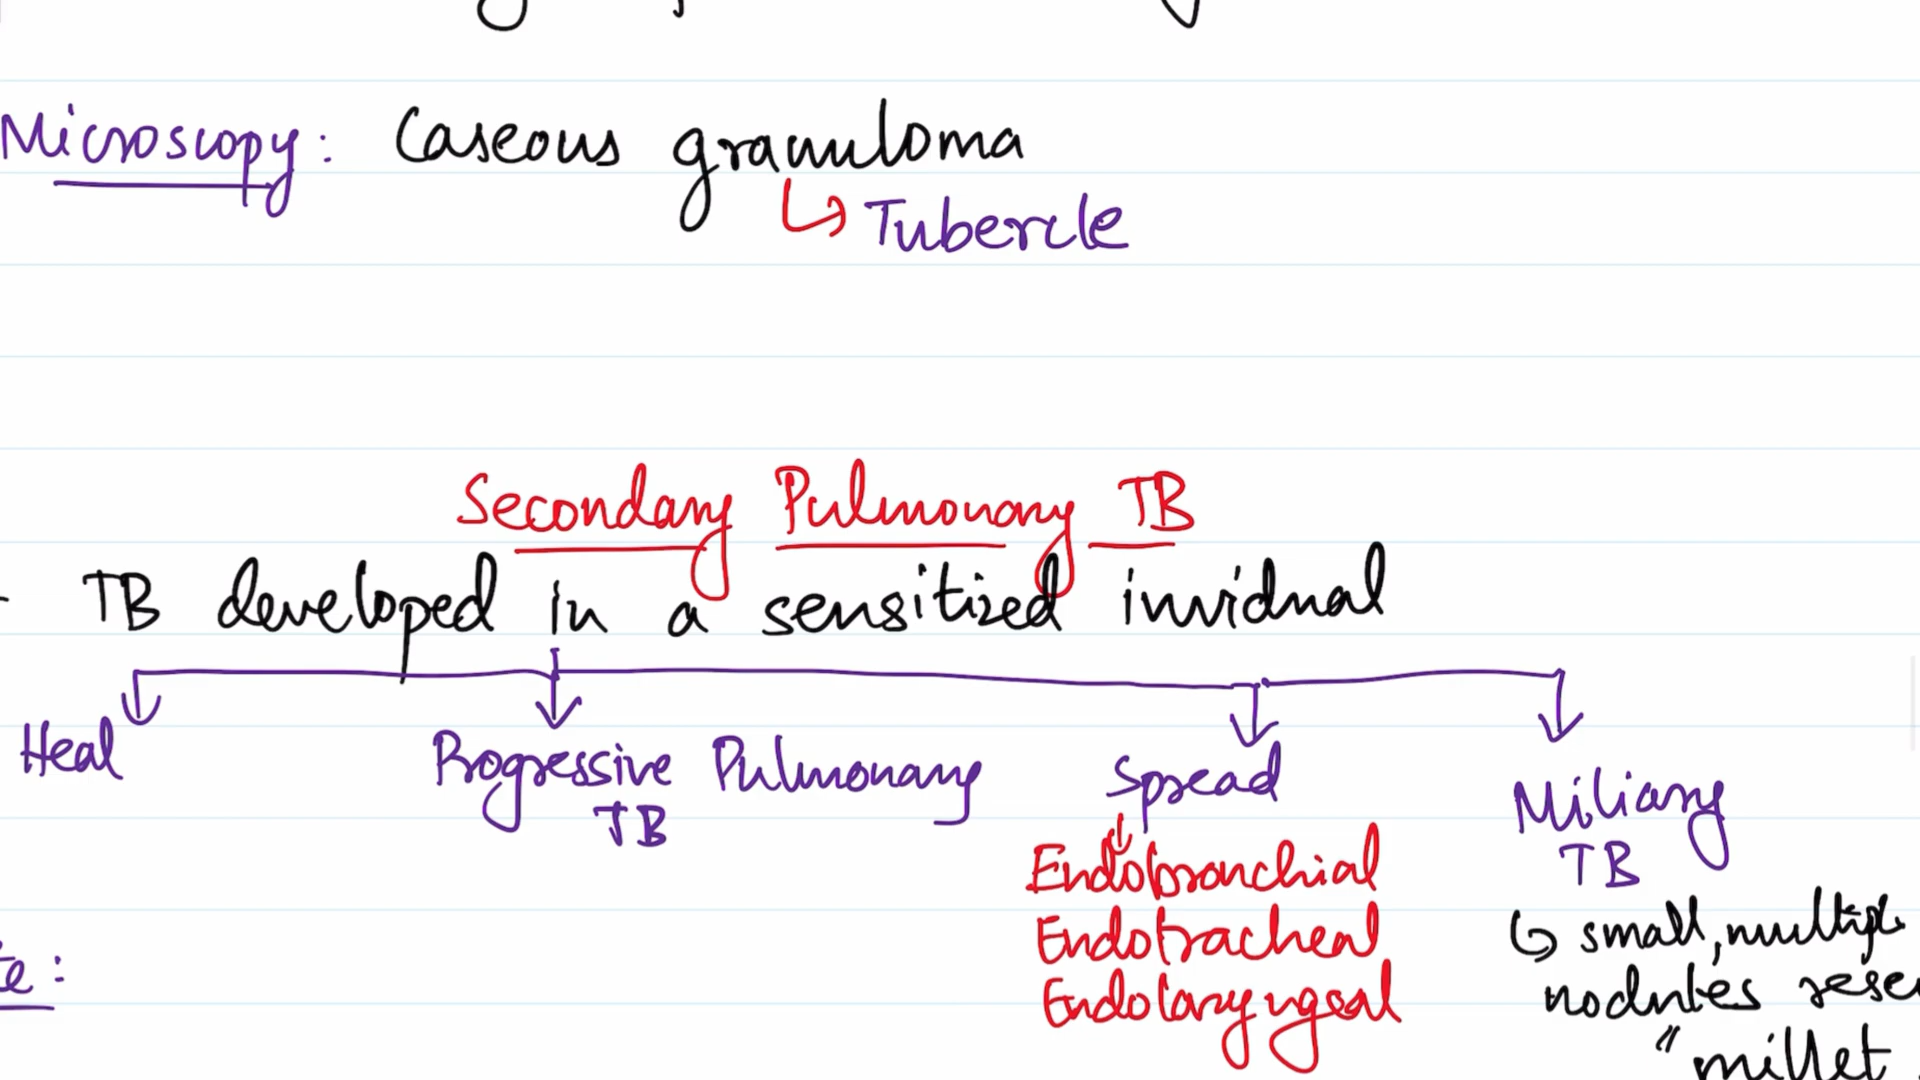 Microscopy: Caseous granuloma
Tubercle
Secondary Pulmonary TB
- TB developed in a sensitized invidual
Heal
Progressive Pulmonary TB
Spread
Endobronchial
Endotracheal
Endolaryngeal
Miliary
TB
small, multiple
nodules rese
te:
" millet